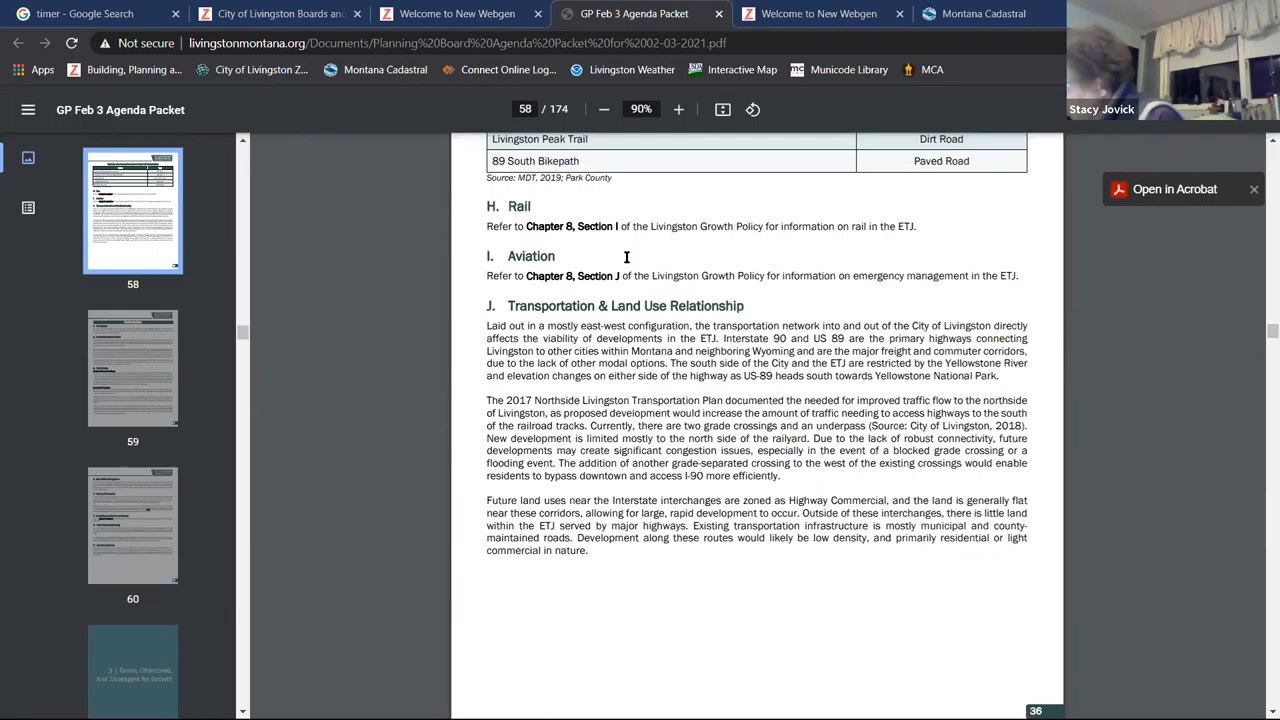 timer - Google Search
City of Livingston Boards and
Welcome to New Webgen
GP Feb 3 Agenda Packet
Welcome to New Webgen
Montana Cadastral
Not secure | livingstonmontana.org/Documents/Planning%20Board%20Agenda%20Packet%20for%2002-03-2021.pdf
Apps
Building, Planning a...
City of Livingston Z...
Montana Cadastral
Connect Online Log...
Livingston Weather
Interactive Map
Municode Library
MCA
Stacy Jovick
GP Feb 3 Agenda Packet
58 / 174
90%
Open in Acrobat
58
59
60
3 | Goals, Objectives,
And Strategies for Growth
Livingston Peak Trail Dirt Road
89 South Bikepath Paved Road
Source: MDT, 2019; Park County
H. Rail
Refer to Chapter 8, Section I of the Livingston Growth Policy for information on rail in the ETJ.
I. Aviation
Refer to Chapter 8, Section J of the Livingston Growth Policy for information on emergency management in the ETJ.
J. Transportation & Land Use Relationship
Laid out in a mostly east-west configuration, the transportation network into and out of the City of Livingston directly
affects the viability of developments in the ETJ. Interstate 90 and US 89 are the primary highways connecting
Livingston to other cities within Montana and neighboring Wyoming and are the major freight and commuter corridors,
due to the lack of other modal options. The south side of the City and the ETJ are restricted by the Yellowstone River
and elevation changes on either side of the highway as US-89 heads south towards Yellowstone National Park.
The 2017 Northside Livingston Transportation Plan documented the needed for improved traffic flow to the northside
of Livingston, as proposed development would increase the amount of traffic needing to access highways to the south
of the railroad tracks. Currently, there are two grade crossings and an underpass (Source: City of Livingston, 2018).
New development is limited mostly to the north side of the railyard. Due to the lack of robust connectivity, future
developments may create significant congestion issues, especially in the event of a blocked grade crossing or a
flooding event. The addition of another grade-separated crossing to the west of the existing crossings would enable
residents to bypass downtown and access I-90 more efficiently.
Future land uses near the Interstate interchanges are zoned as Highway Commercial, and the land is generally flat
near these corridors, allowing for large, rapid development to occur. Outside of these interchanges, there is little land
within the ETJ served by major highways. Existing transportation infrastructure is mostly municipal and county-
maintained roads. Development along these routes would likely be low density, and primarily residential or light
commercial in nature.
36